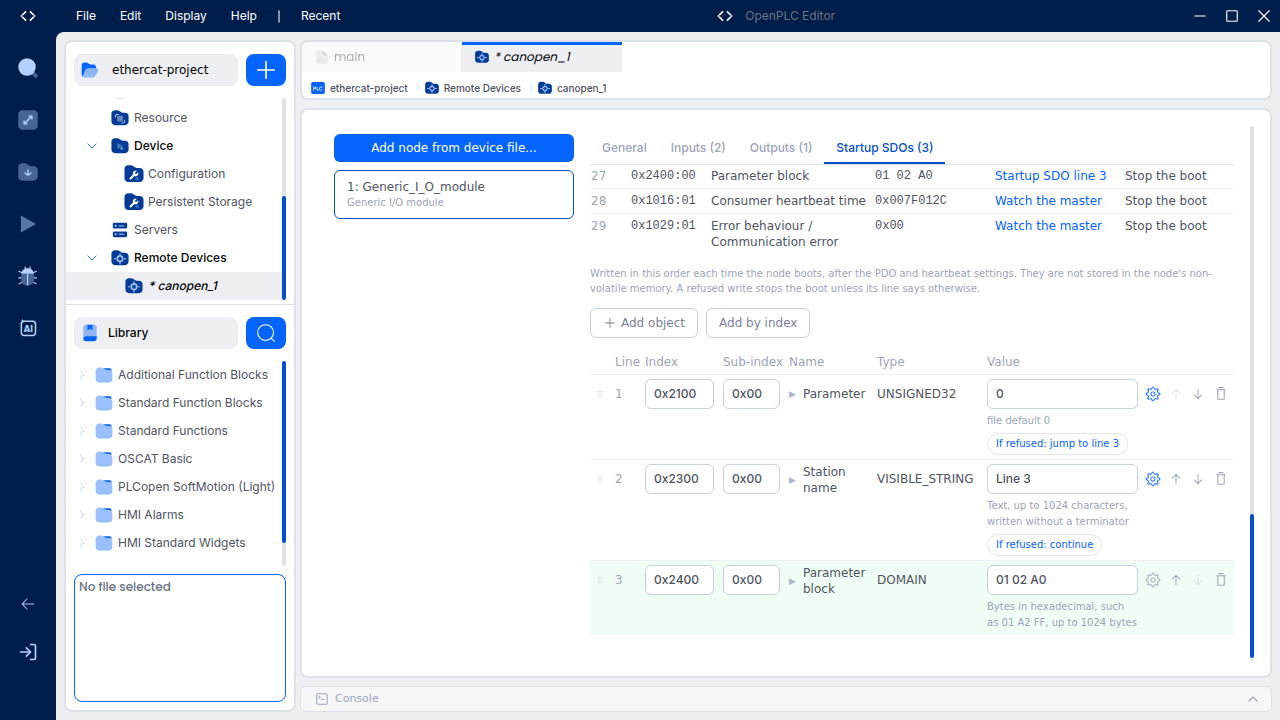 File Edit Display Help | Recent
OpenPLC Editor
ethercat-project
Resource
Device
Configuration
Persistent Storage
Servers
Remote Devices
* canopen_1
Library
Additional Function Blocks
Standard Function Blocks
Standard Functions
OSCAT Basic
PLCopen SoftMotion (Light)
HMI Alarms
HMI Standard Widgets
No file selected
main
* canopen_1
PLC ethercat-project Remote Devices canopen_1
Add node from device file...
1: Generic_I_O_module
Generic I/O module
General Inputs (2) Outputs (1) Startup SDOs (3)
27 0x2400:00 Parameter block 01 02 A0 Startup SDO line 3 Stop the boot
28 0x1016:01 Consumer heartbeat time 0x007F012C Watch the master Stop the boot
29 0x1029:01 Error behaviour / 0x00 Watch the master Stop the boot
Communication error
Written in this order each time the node boots, after the PDO and heartbeat settings. They are not stored in the node's non-
volatile memory. A refused write stops the boot unless its line says otherwise.
Add object Add by index
Line Index Sub-index Name Type Value
1 0x2100 0x00 Parameter UNSIGNED32 0
file default 0
If refused: jump to line 3
2 0x2300 0x00 Station name VISIBLE_STRING Line 3
Text, up to 1024 characters,
written without a terminator
If refused: continue
3 0x2400 0x00 Parameter block DOMAIN 01 02 A0
Bytes in hexadecimal, such
as 01 A2 FF, up to 1024 bytes
AI
Console